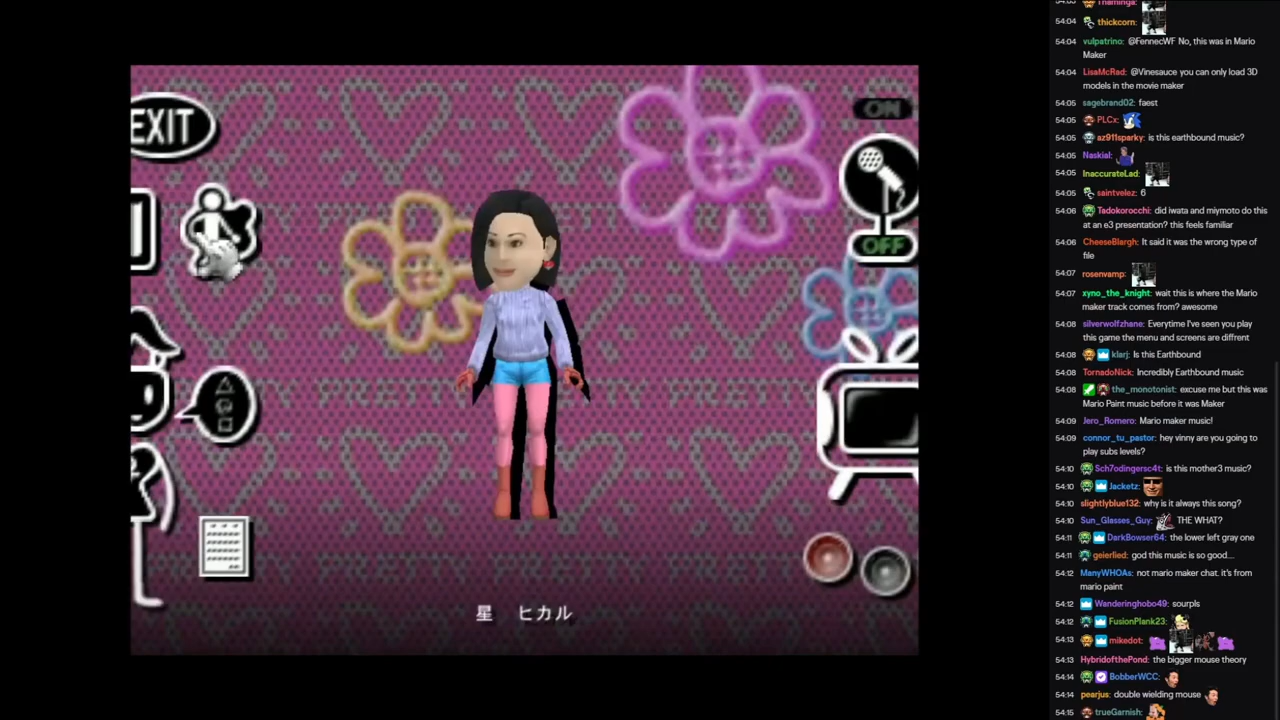 EXIT
ON
OFF
星 ヒカル
54:04 thickcorn:
54:04 vulpatrino: @FennecWF No, this was in Mario
Maker
54:04 LisaMcRad: @Vinesauce you can only load 3D
models in the movie maker
54:05 sagebrand02: faest
54:05 PLCx:
54:05 az911sparky: is this earthbound music?
54:05 Naskial:
54:05 InaccurateLad:
54:05 saintvelez: 6
54:06 Tadokorocchi: did iwata and miymoto do this
at an e3 presentation? this feels familiar
54:06 CheeseBlargh: It said it was the wrong type of
file
54:07 rosenvamp:
54:07 xyno_the_knight: wait this is where the Mario
maker track comes from? awesome
54:08 silverwolfzhane: Everytime I've seen you play
this game the menu and screens are diffrent
54:08 klarj: Is this Earthbound
54:08 TornadoNick: Incredibly Earthbound music
54:08 the_monotonist: excuse me but this was
Mario Paint music before it was Maker
54:09 Jero_Romero: Mario maker music!
54:09 connor_tu_pastor: hey vinny are you going to
play subs levels?
54:10 Sch7odingersc4t: is this mother3 music?
54:10 Jacketz:
54:10 slightlyblue132: why is it always this song?
54:10 Sun_Glasses_Guy: THE WHAT?
54:11 DarkBowser64: the lower left gray one
54:11 geierlied: god this music is so good....
54:12 ManyWHOAs: not mario maker chat. it's from
mario paint
54:12 Wanderinghobo49: sourpls
54:12 FusionPlank23:
54:13 mikedot:
54:13 HybridofthePond: the bigger mouse theory
54:14 BobberWCC:
54:14 pearjus: double wielding mouse
54:15 trueGarnish: